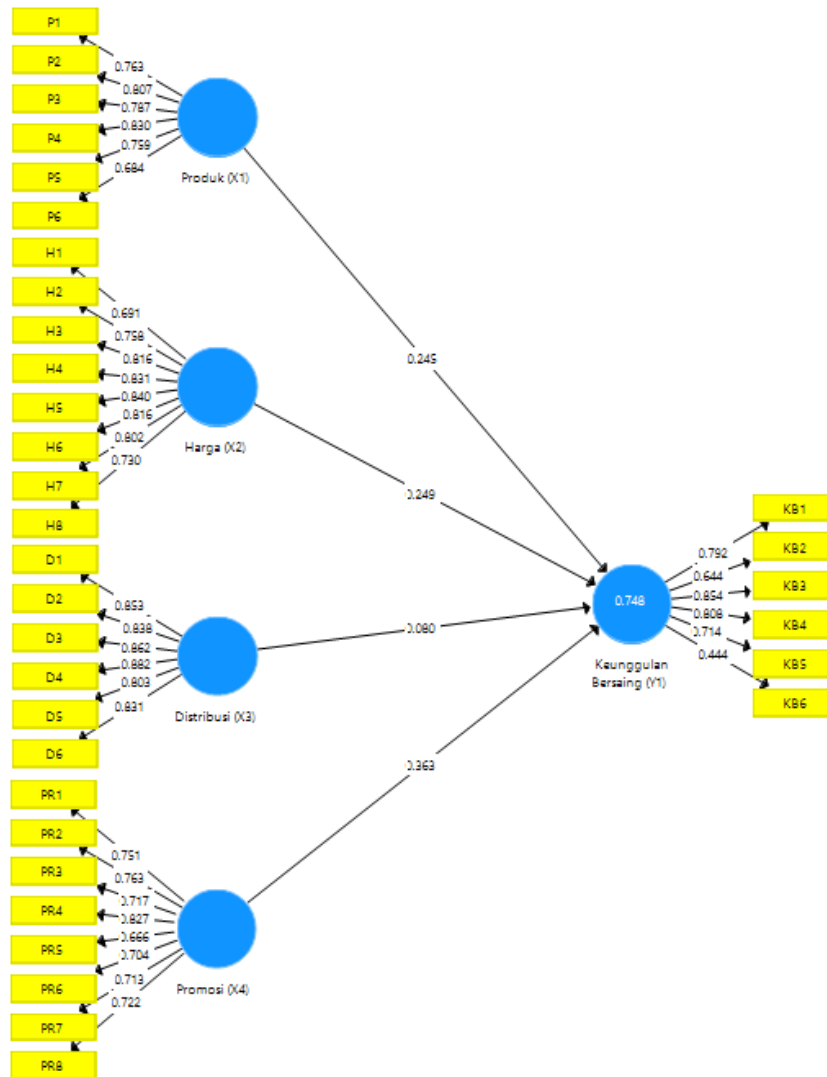 P1
P2
P3
P4
P5
P6
0.763
0.807
0.787
0.830
0.759
0.684
Produk (X1)
H1
H2
H3
H4
H5
H6
H7
H8
0.691
0.758
0.816
0.831
0.840
0.816
0.802
0.730
Harga (X2)
D1
D2
D3
D4
D5
D6
0.853
0.838
0.862
0.882
0.803
0.831
Distribusi (X3)
PR1
PR2
PR3
PR4
PR5
PR6
PR7
PR8
0.751
0.763
0.717
0.827
0.666
0.704
0.713
0.722
Promosi (X4)
0.245
0.249
0.080
0.363
0.748
Keunggulan
Bersaing (Y1)
0.792
0.644
0.854
0.808
0.714
0.444
KB1
KB2
KB3
KB4
KB5
KB6